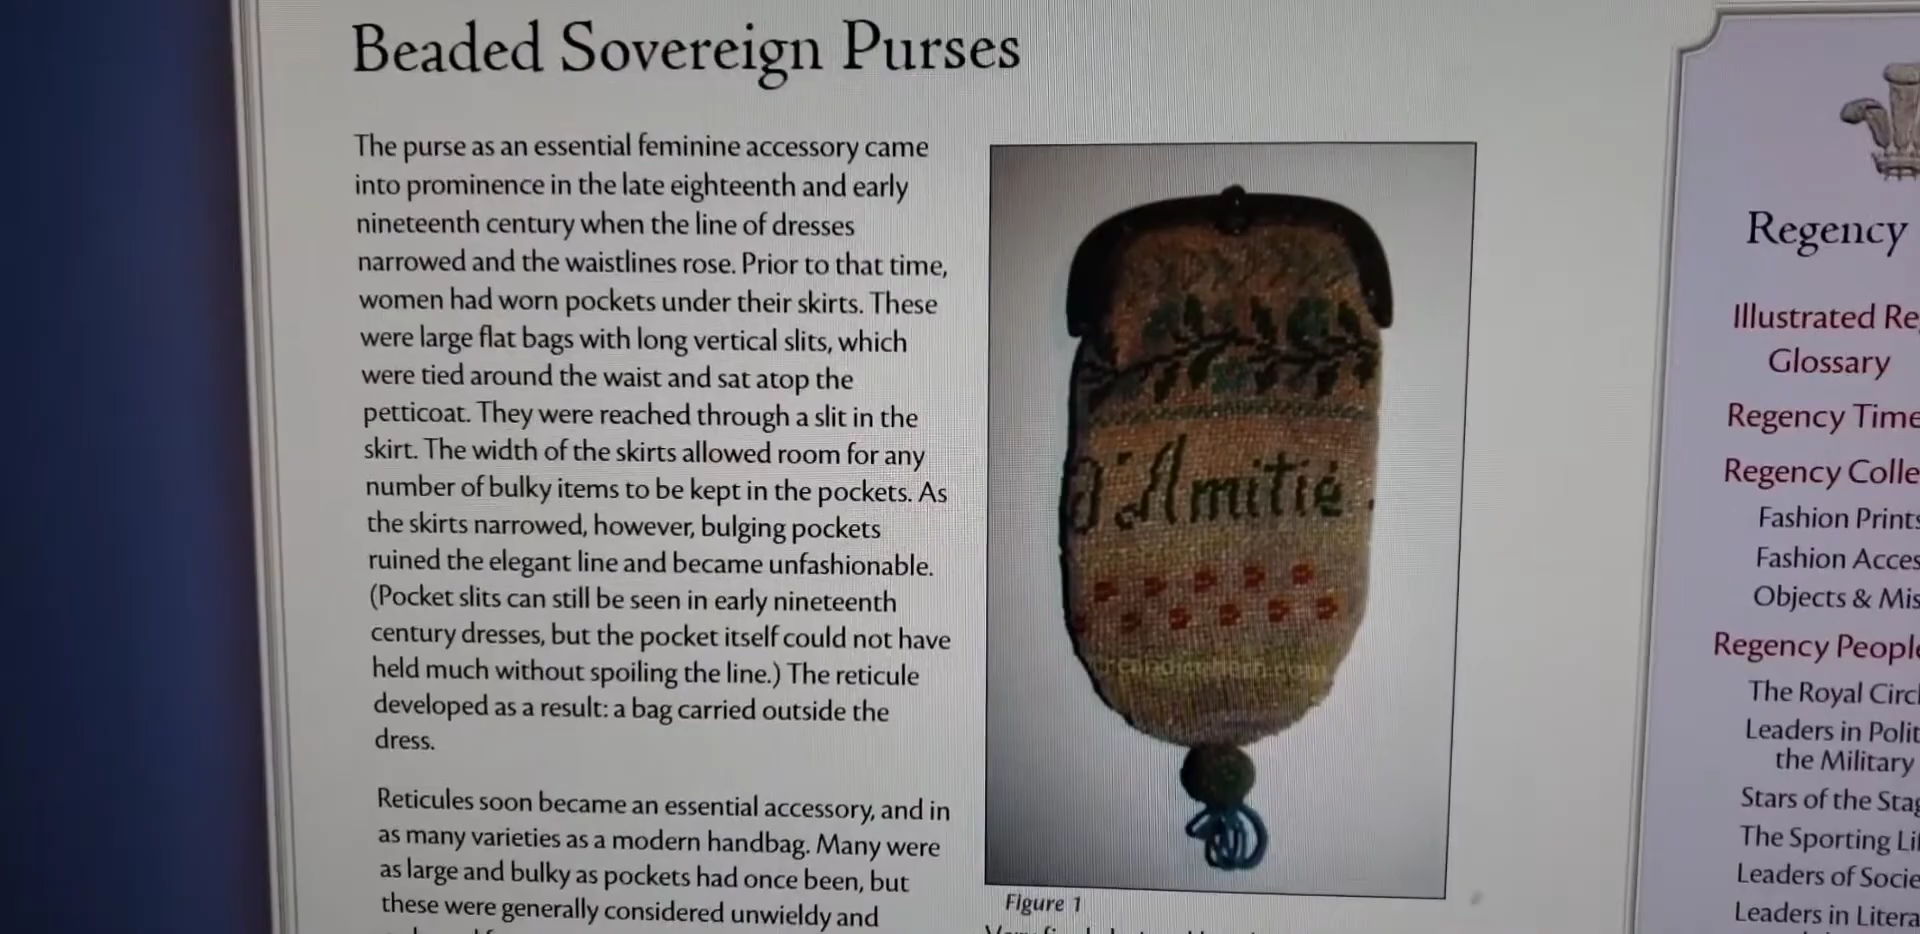 Beaded Sovereign Purses
The purse as an essential feminine accessory came
into prominence in the late eighteenth and early
nineteenth century when the line of dresses
narrowed and the waistlines rose. Prior to that time,
women had worn pockets under their skirts. These
were large flat bags with long vertical slits, which
were tied around the waist and sat atop the
petticoat. They were reached through a slit in the
skirt. The width of the skirts allowed room for any
number of bulky items to be kept in the pockets. As
the skirts narrowed, however, bulging pockets
ruined the elegant line and became unfashionable.
(Pocket slits can still be seen in early nineteenth
century dresses, but the pocket itself could not have
held much without spoiling the line.) The reticule
developed as a result: a bag carried outside the
dress.
Reticules soon became an essential accessory, and in
as many varieties as a modern handbag. Many were
as large and bulky as pockets had once been, but
these were generally considered unwieldy and
d'Amitié.
Figure 1
Regency
Illustrated Re
Glossary
Regency Time
Regency Colle
Fashion Prints
Fashion Acces
Objects & Mis
Regency People
The Royal Circl
Leaders in Polit
the Military
Stars of the Stag
The Sporting Li
Leaders of Socie
Leaders in Litera